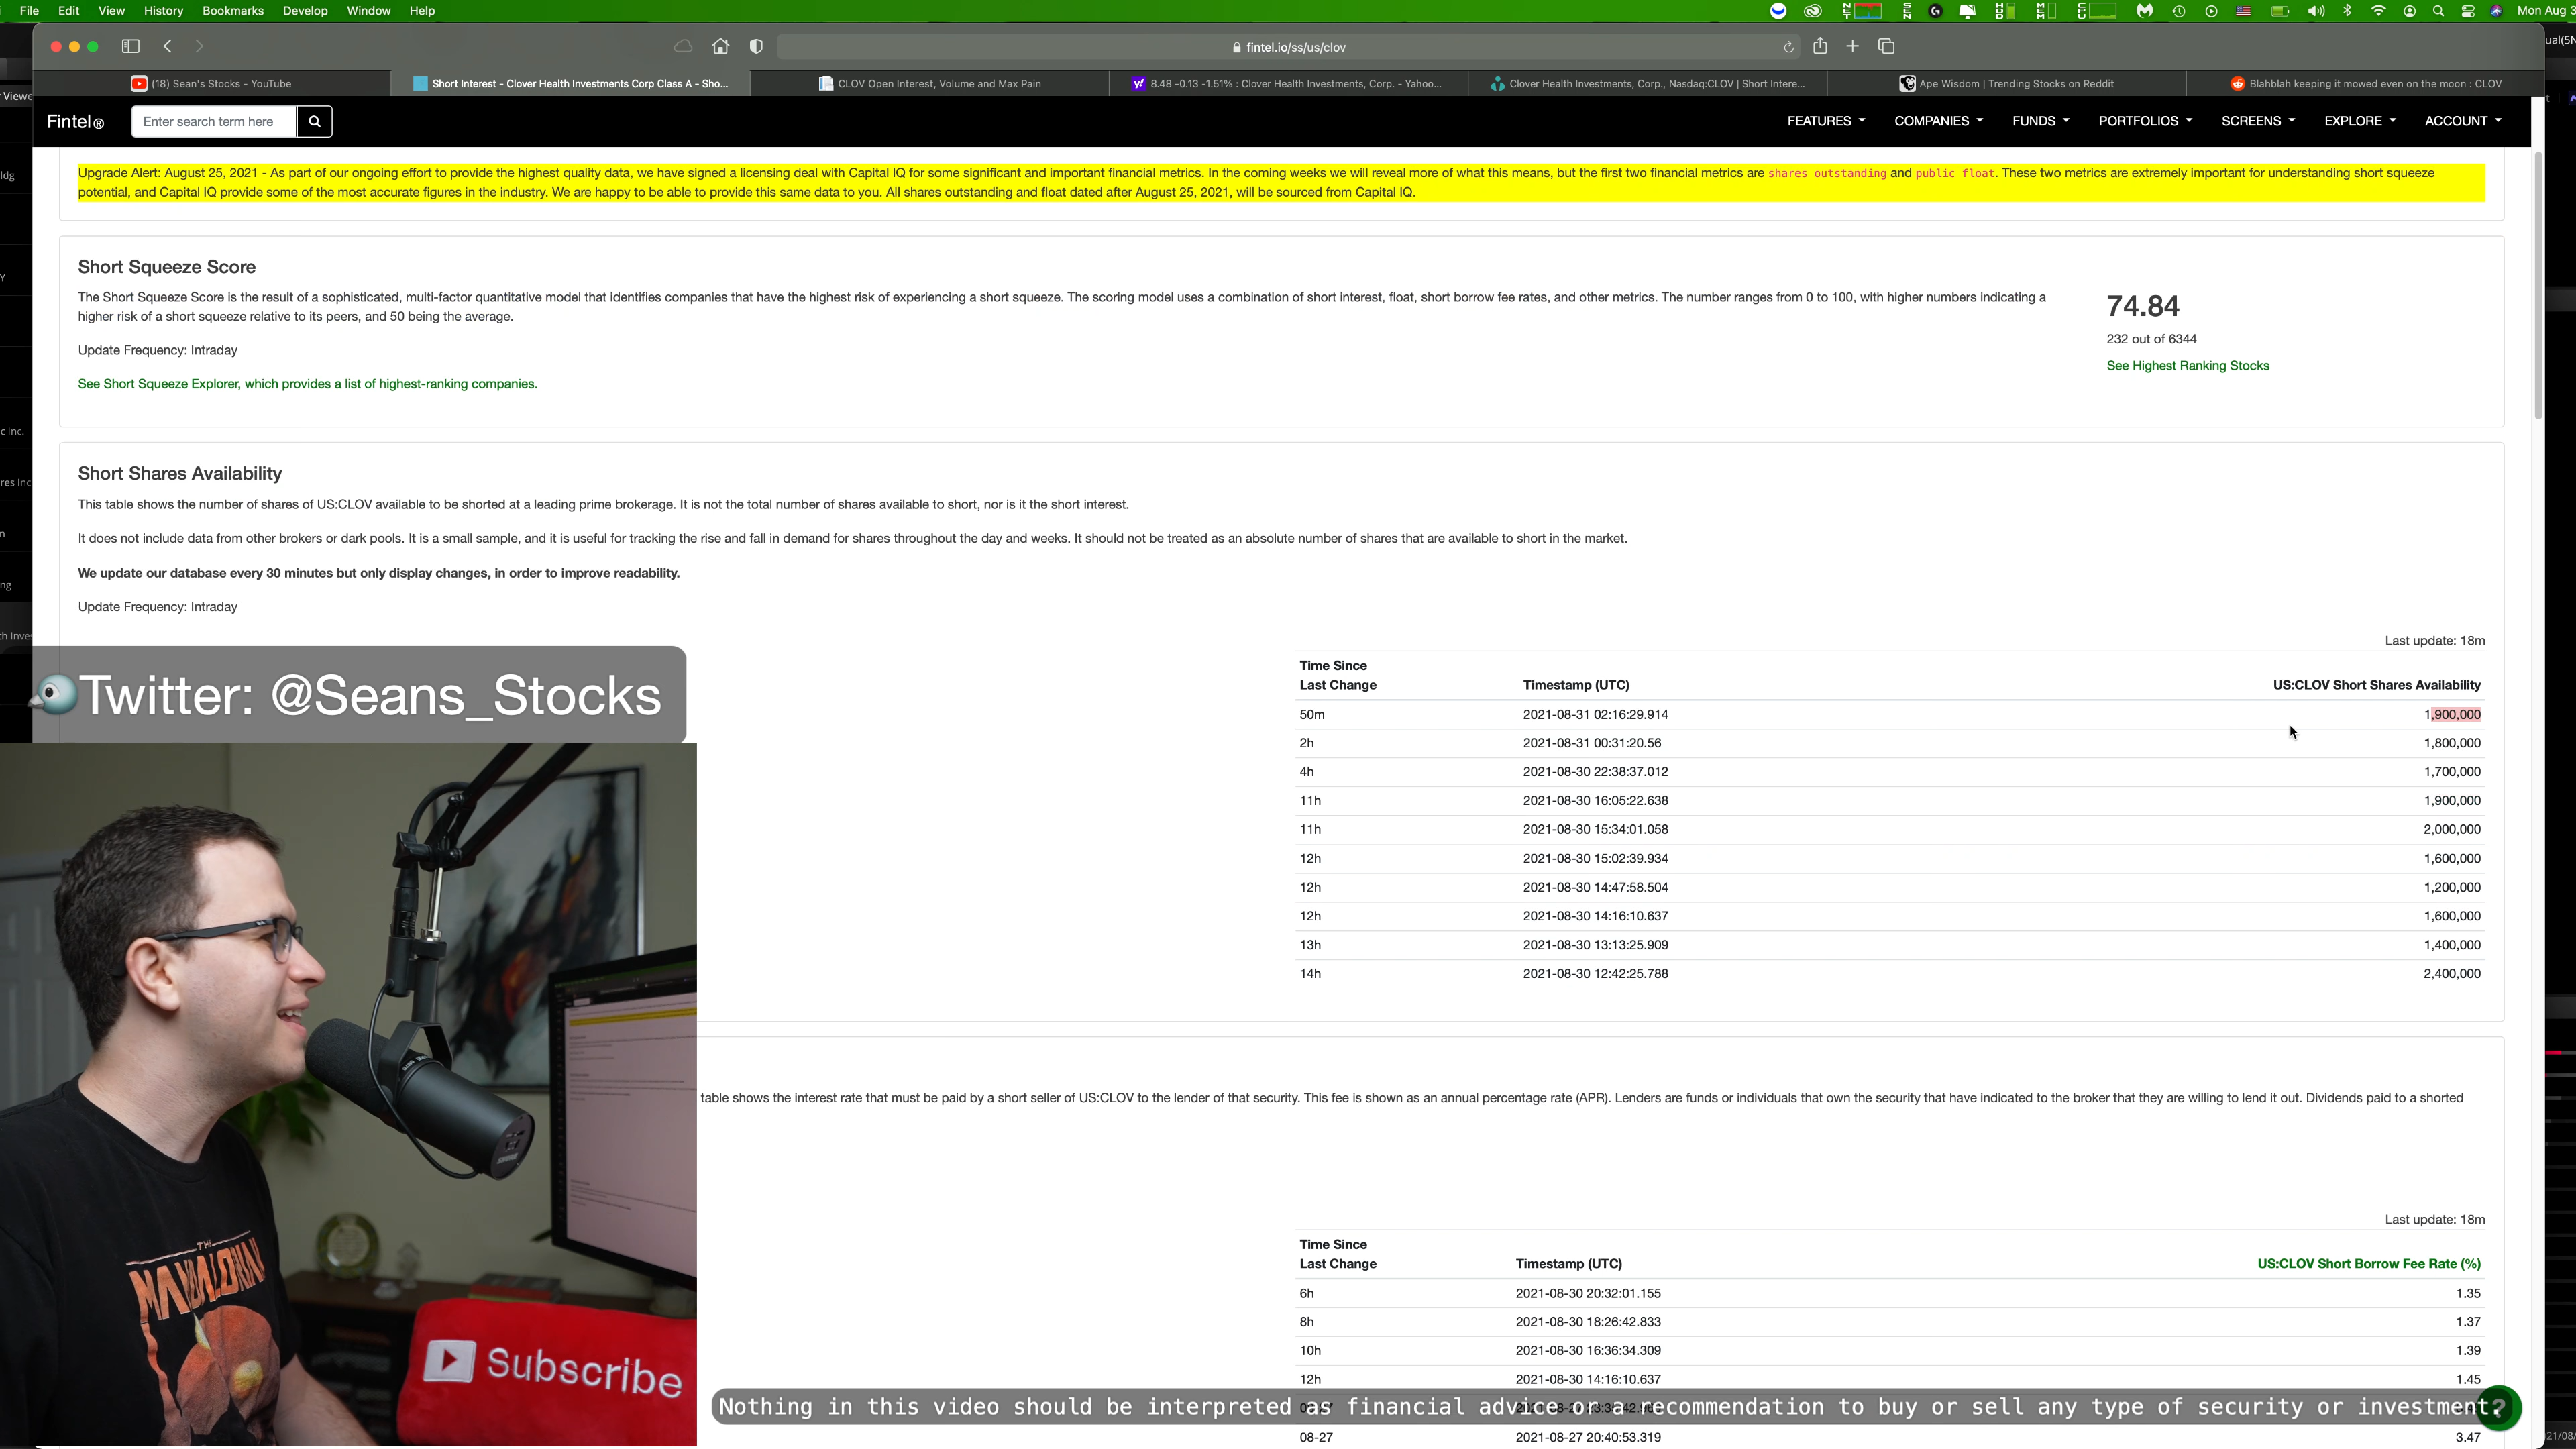 File Edit View History Bookmarks Develop Window Help
Mon Aug 3
fintel.io/ss/us/clov
(18) Sean's Stocks - YouTube
Short Interest - Clover Health Investments Corp Class A - Sho...
CLOV Open Interest, Volume and Max Pain
8.48 -0.13 -1.51% : Clover Health Investments, Corp. - Yahoo...
Clover Health Investments, Corp., Nasdaq:CLOV | Short Intere...
Ape Wisdom | Trending Stocks on Reddit
Blahblah keeping it mowed even on the moon : CLOV
Fintel®
Enter search term here
FEATURES COMPANIES FUNDS PORTFOLIOS SCREENS EXPLORE ACCOUNT
Upgrade Alert: August 25, 2021 - As part of our ongoing effort to provide the highest quality data, we have signed a licensing deal with Capital IQ for some significant and important financial metrics. In the coming weeks we will reveal more of what this means, but the first two financial metrics are shares outstanding and public float. These two metrics are extremely important for understanding short squeeze
potential, and Capital IQ provide some of the most accurate figures in the industry. We are happy to be able to provide this same data to you. All shares outstanding and float dated after August 25, 2021, will be sourced from Capital IQ.
Short Squeeze Score
The Short Squeeze Score is the result of a sophisticated, multi-factor quantitative model that identifies companies that have the highest risk of experiencing a short squeeze. The scoring model uses a combination of short interest, float, short borrow fee rates, and other metrics. The number ranges from 0 to 100, with higher numbers indicating a
higher risk of a short squeeze relative to its peers, and 50 being the average.
74.84
232 out of 6344
See Highest Ranking Stocks
Update Frequency: Intraday
See Short Squeeze Explorer, which provides a list of highest-ranking companies.
Short Shares Availability
This table shows the number of shares of US:CLOV available to be shorted at a leading prime brokerage. It is not the total number of shares available to short, nor is it the short interest.
It does not include data from other brokers or dark pools. It is a small sample, and it is useful for tracking the rise and fall in demand for shares throughout the day and weeks. It should not be treated as an absolute number of shares that are available to short in the market.
We update our database every 30 minutes but only display changes, in order to improve readability.
Update Frequency: Intraday
Last update: 18m
Time Since
Last Change Timestamp (UTC) US:CLOV Short Shares Availability
50m 2021-08-31 02:16:29.914 1,900,000
2h 2021-08-31 00:31:20.56 1,800,000
4h 2021-08-30 22:38:37.012 1,700,000
11h 2021-08-30 16:05:22.638 1,900,000
11h 2021-08-30 15:34:01.058 2,000,000
12h 2021-08-30 15:02:39.934 1,600,000
12h 2021-08-30 14:47:58.504 1,200,000
12h 2021-08-30 14:16:10.637 1,600,000
13h 2021-08-30 13:13:25.909 1,400,000
14h 2021-08-30 12:42:25.788 2,400,000
Twitter: @Seans_Stocks
table shows the interest rate that must be paid by a short seller of US:CLOV to the lender of that security. This fee is shown as an annual percentage rate (APR). Lenders are funds or individuals that own the security that have indicated to the broker that they are willing to lend it out. Dividends paid to a shorted
Last update: 18m
Time Since
Last Change Timestamp (UTC) US:CLOV Short Borrow Fee Rate (%)
6h 2021-08-30 20:32:01.155 1.35
8h 2021-08-30 18:26:42.833 1.37
10h 2021-08-30 16:36:34.309 1.39
12h 2021-08-30 14:16:10.637 1.45
08-27 2021-08-27 20:40:53.319 3.47
THE
MANDALORIAN
Subscribe
Nothing in this video should be interpreted as financial advice or a recommendation to buy or sell any type of security or investment.